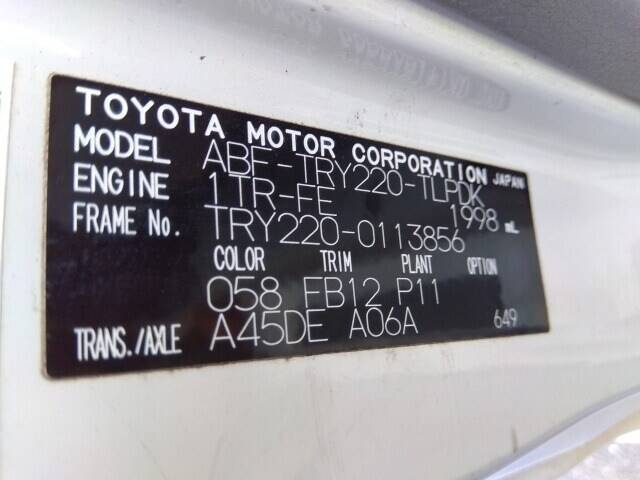 TOYOTA MOTOR CORPORATION JAPAN
MODEL ABF-TRY220-TLPDK
ENGINE 1TR-FE 1998 mL
FRAME No. TRY220-0113856
COLOR TRIM PLANT OPTION
058 FB12 P11
TRANS./AXLE A45DE A06A 649